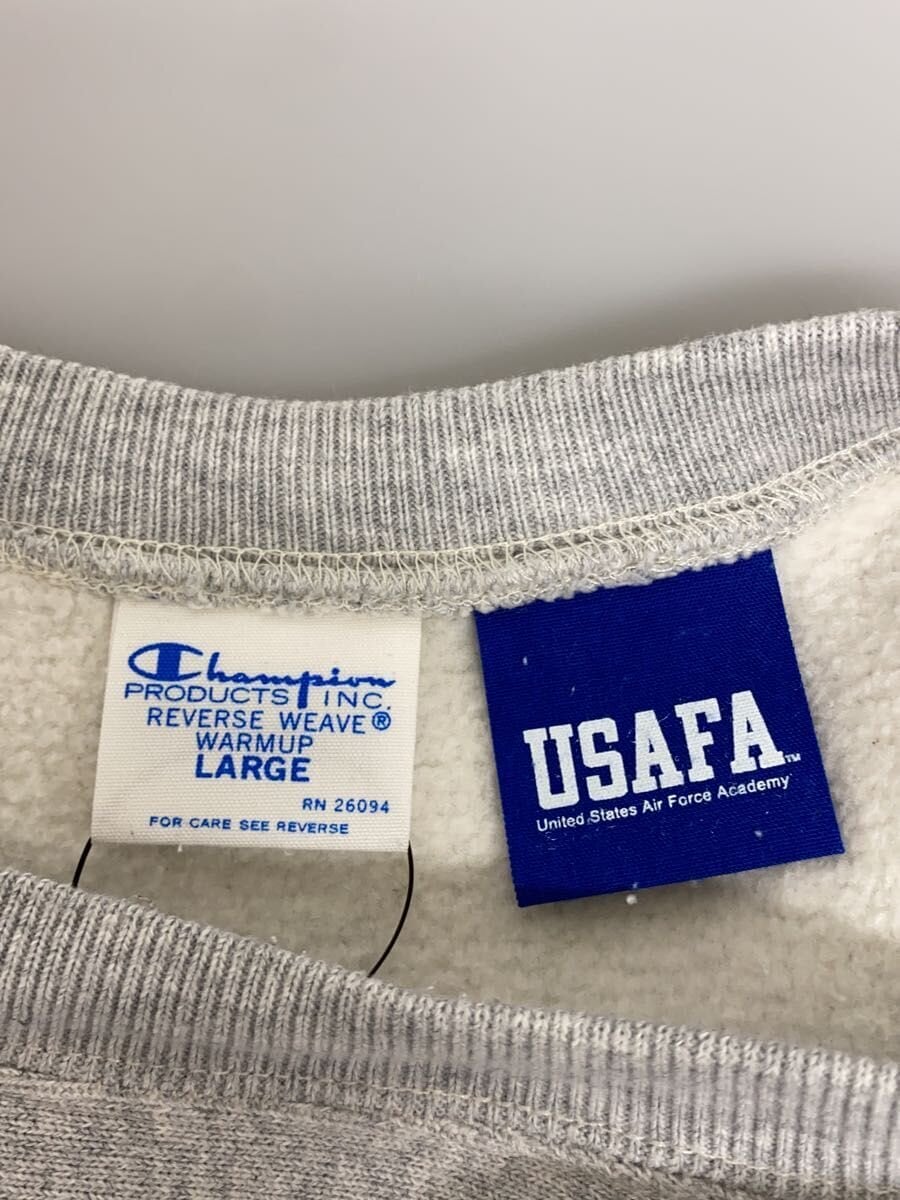 Champion
PRODUCTS INC.
REVERSE WEAVE®
WARMUP
LARGE
RN 26094
FOR CARE SEE REVERSE
USAFA™
United States Air Force Academy